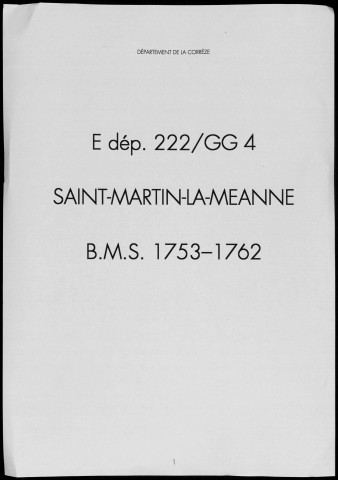 DÉPARTEMENT DE LA CORRÈZE
E dép. 222/GG 4
SAINT-MARTIN-LA-MEANNE
B.M.S. 1753–1762
1